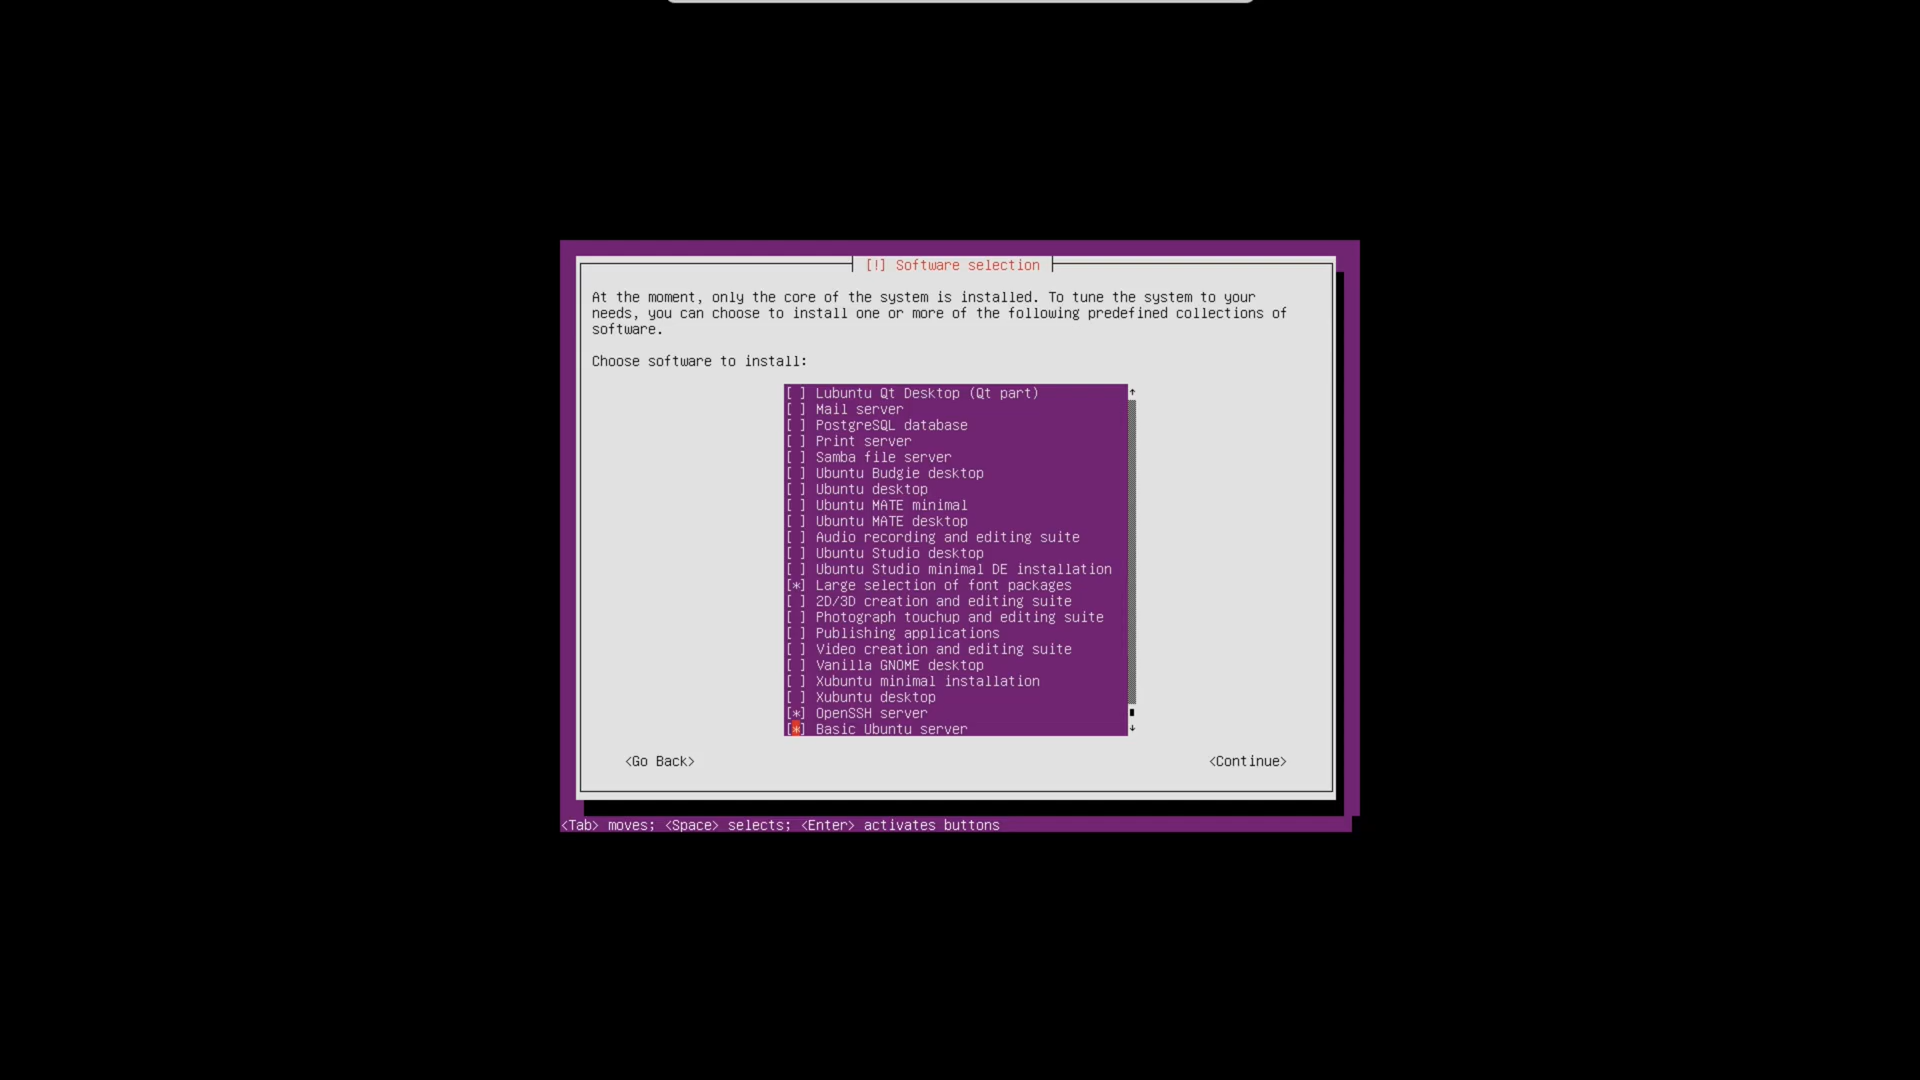 [!] Software selection
At the moment, only the core of the system is installed. To tune the system to your
needs, you can choose to install one or more of the following predefined collections of
software.
Choose software to install:
[ ] Lubuntu Qt Desktop (Qt part)
[ ] Mail server
[ ] PostgreSQL database
[ ] Print server
[ ] Samba file server
[ ] Ubuntu Budgie desktop
[ ] Ubuntu desktop
[ ] Ubuntu MATE minimal
[ ] Ubuntu MATE desktop
[ ] Audio recording and editing suite
[ ] Ubuntu Studio desktop
[ ] Ubuntu Studio minimal DE installation
[*] Large selection of font packages
[ ] 2D/3D creation and editing suite
[ ] Photograph touchup and editing suite
[ ] Publishing applications
[ ] Video creation and editing suite
[ ] Vanilla GNOME desktop
[ ] Xubuntu minimal installation
[ ] Xubuntu desktop
[*] OpenSSH server
[*] Basic Ubuntu server
<Go Back> <Continue>
<Tab> moves; <Space> selects; <Enter> activates buttons